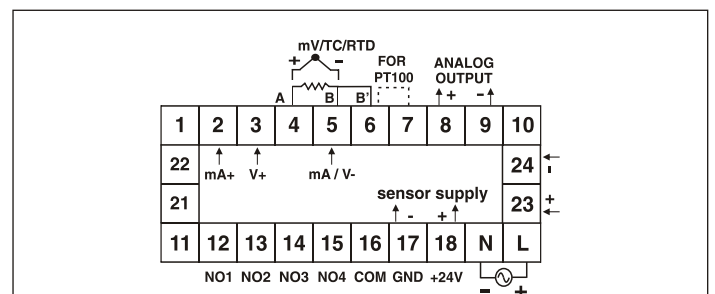 mV/TC/RTD
+ -
FOR PT100
ANALOG OUTPUT
+ -
A B B'
1 2 3 4 5 6 7 8 9 10
22 mA+ V+ mA / V- 24 -
21 sensor supply 23 +
- +
11 12 13 14 15 16 17 18 N L
NO1 NO2 NO3 NO4 COM GND +24V
- +